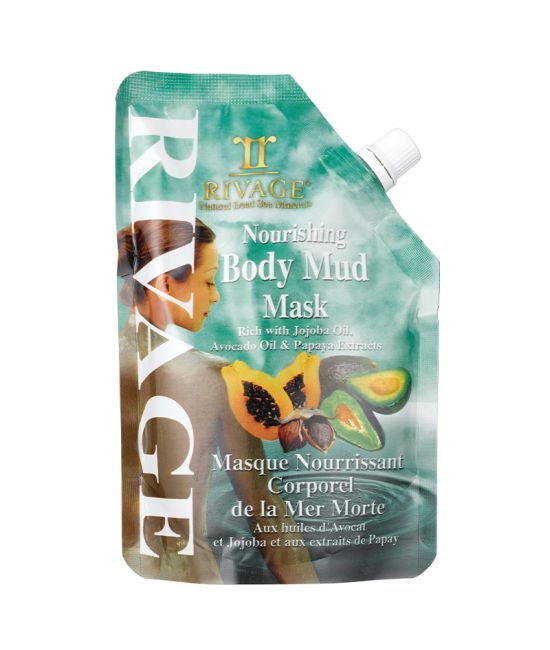 RIVAGE
RIVAGE®
Natural Dead Sea Minerals
Nourishing
Body Mud
Mask
Rich with Jojoba Oil,
Avocado Oil & Papaya Extracts
Masque Nourrissant
Corporel
de la Mer Morte
Aux huiles d'Avocat
et Jojoba et aux extraits de Papay